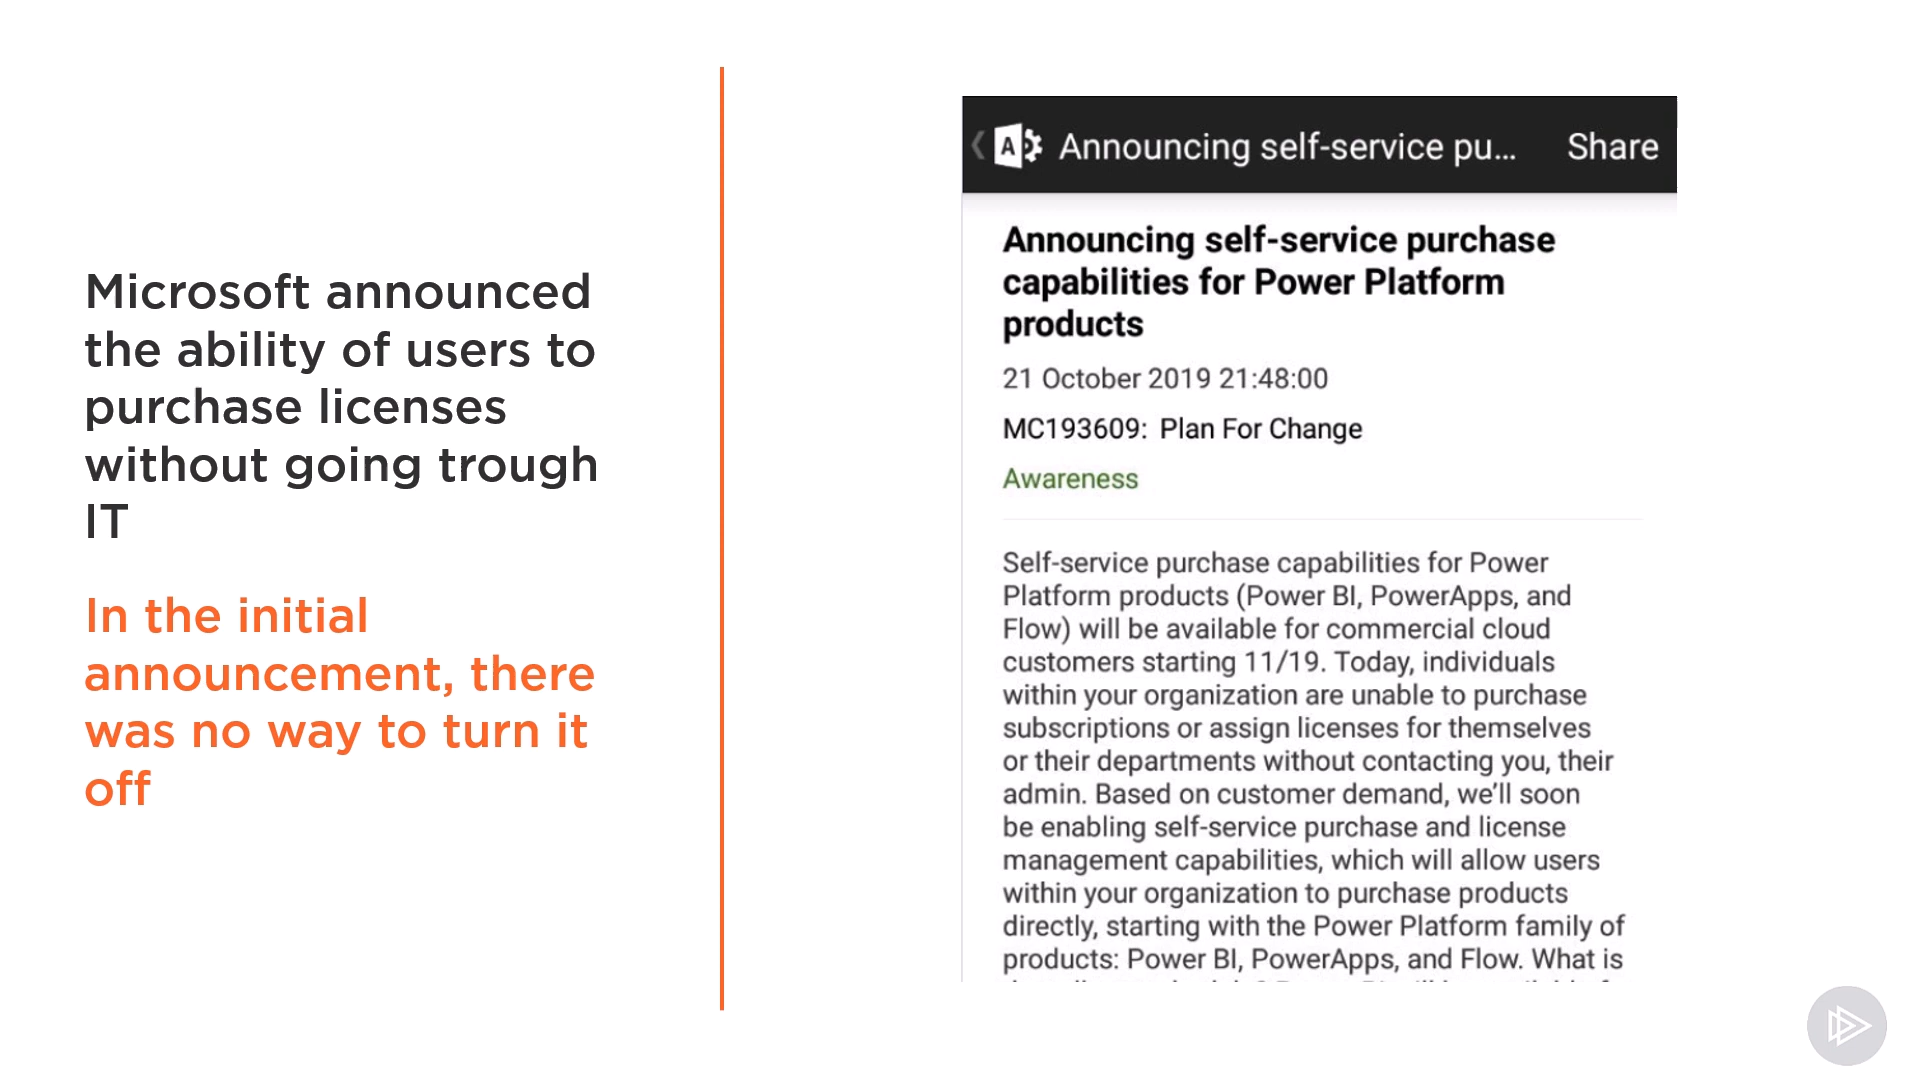 Microsoft announced
the ability of users to
purchase licenses
without going trough
IT
In the initial
announcement, there
was no way to turn it
off
Announcing self-service pu...
Share
Announcing self-service purchase
capabilities for Power Platform
products
21 October 2019 21:48:00
MC193609: Plan For Change
Awareness
Self-service purchase capabilities for Power
Platform products (Power BI, PowerApps, and
Flow) will be available for commercial cloud
customers starting 11/19. Today, individuals
within your organization are unable to purchase
subscriptions or assign licenses for themselves
or their departments without contacting you, their
admin. Based on customer demand, we’ll soon
be enabling self-service purchase and license
management capabilities, which will allow users
within your organization to purchase products
directly, starting with the Power Platform family of
products: Power BI, PowerApps, and Flow. What is